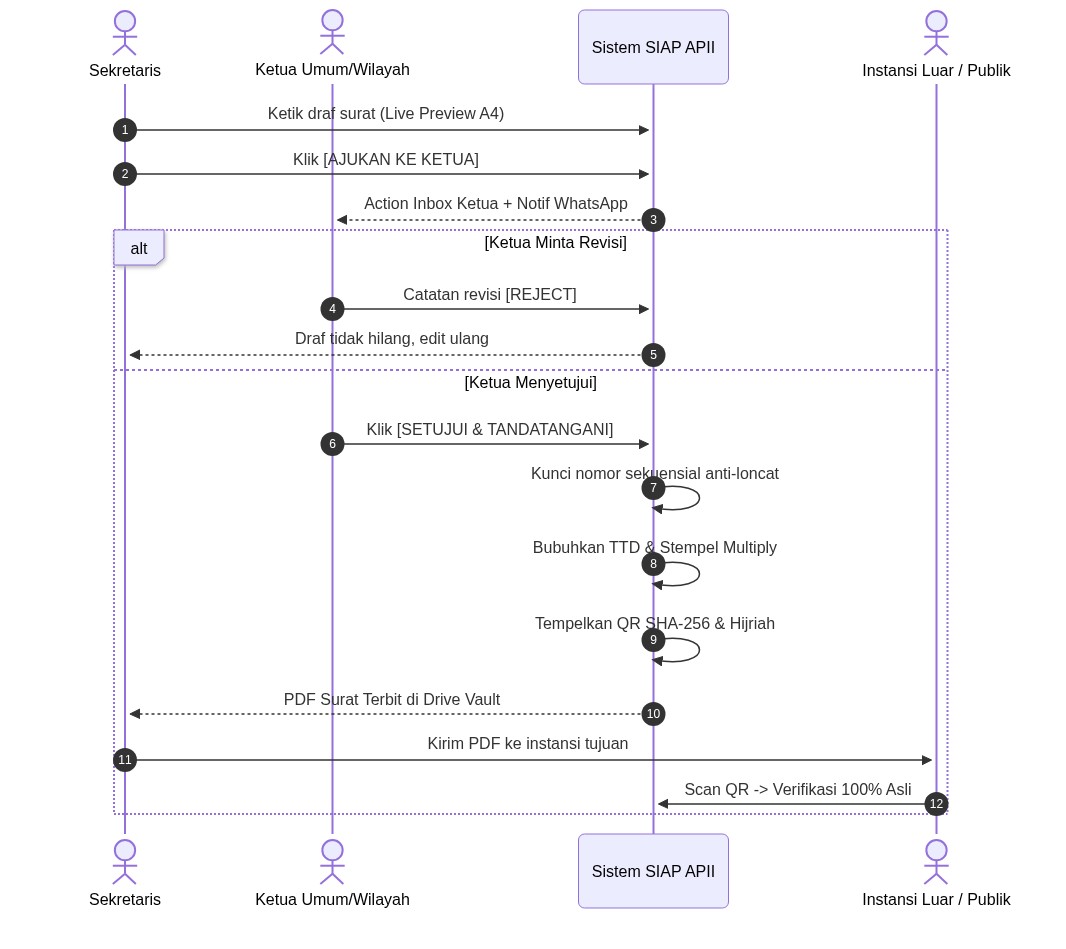 Sekretaris
Ketua Umum/Wilayah
Sistem SIAP APII
Instansi Luar / Publik
Ketik draf surat (Live Preview A4)
1
Klik [AJUKAN KE KETUA]
2
Action Inbox Ketua + Notif WhatsApp
3
alt
[Ketua Minta Revisi]
Catatan revisi [REJECT]
4
Draf tidak hilang, edit ulang
5
[Ketua Menyetujui]
Klik [SETUJUI & TANDATANGANI]
6
Kunci nomor sekuensial anti-loncat
7
Bubuhkan TTD & Stempel Multiply
8
Tempelkan QR SHA-256 & Hijriah
9
PDF Surat Terbit di Drive Vault
10
Kirim PDF ke instansi tujuan
11
Scan QR -> Verifikasi 100% Asli
12
Sekretaris
Ketua Umum/Wilayah
Sistem SIAP APII
Instansi Luar / Publik